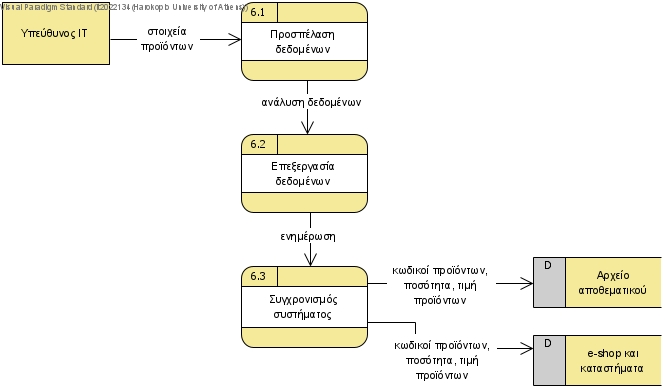 Visual Paradigm Standard (it2022134 (Harokopio University of Athens))
Υπεύθυνος IT
στοιχεία
προϊόντων
6.1
Προσπέλαση
δεδομένων
ανάλυση δεδομένων
6.2
Επεξεργασία
δεδομένων
ενημέρωση
6.3
Συγχρονισμός
συστήματος
κωδικοί προϊόντων,
ποσότητα, τιμή
προϊόντων
D
Αρχείο
αποθεματικού
κωδικοί προϊόντων,
ποσότητα, τιμή
προϊόντων
D
e-shop και
καταστήματα